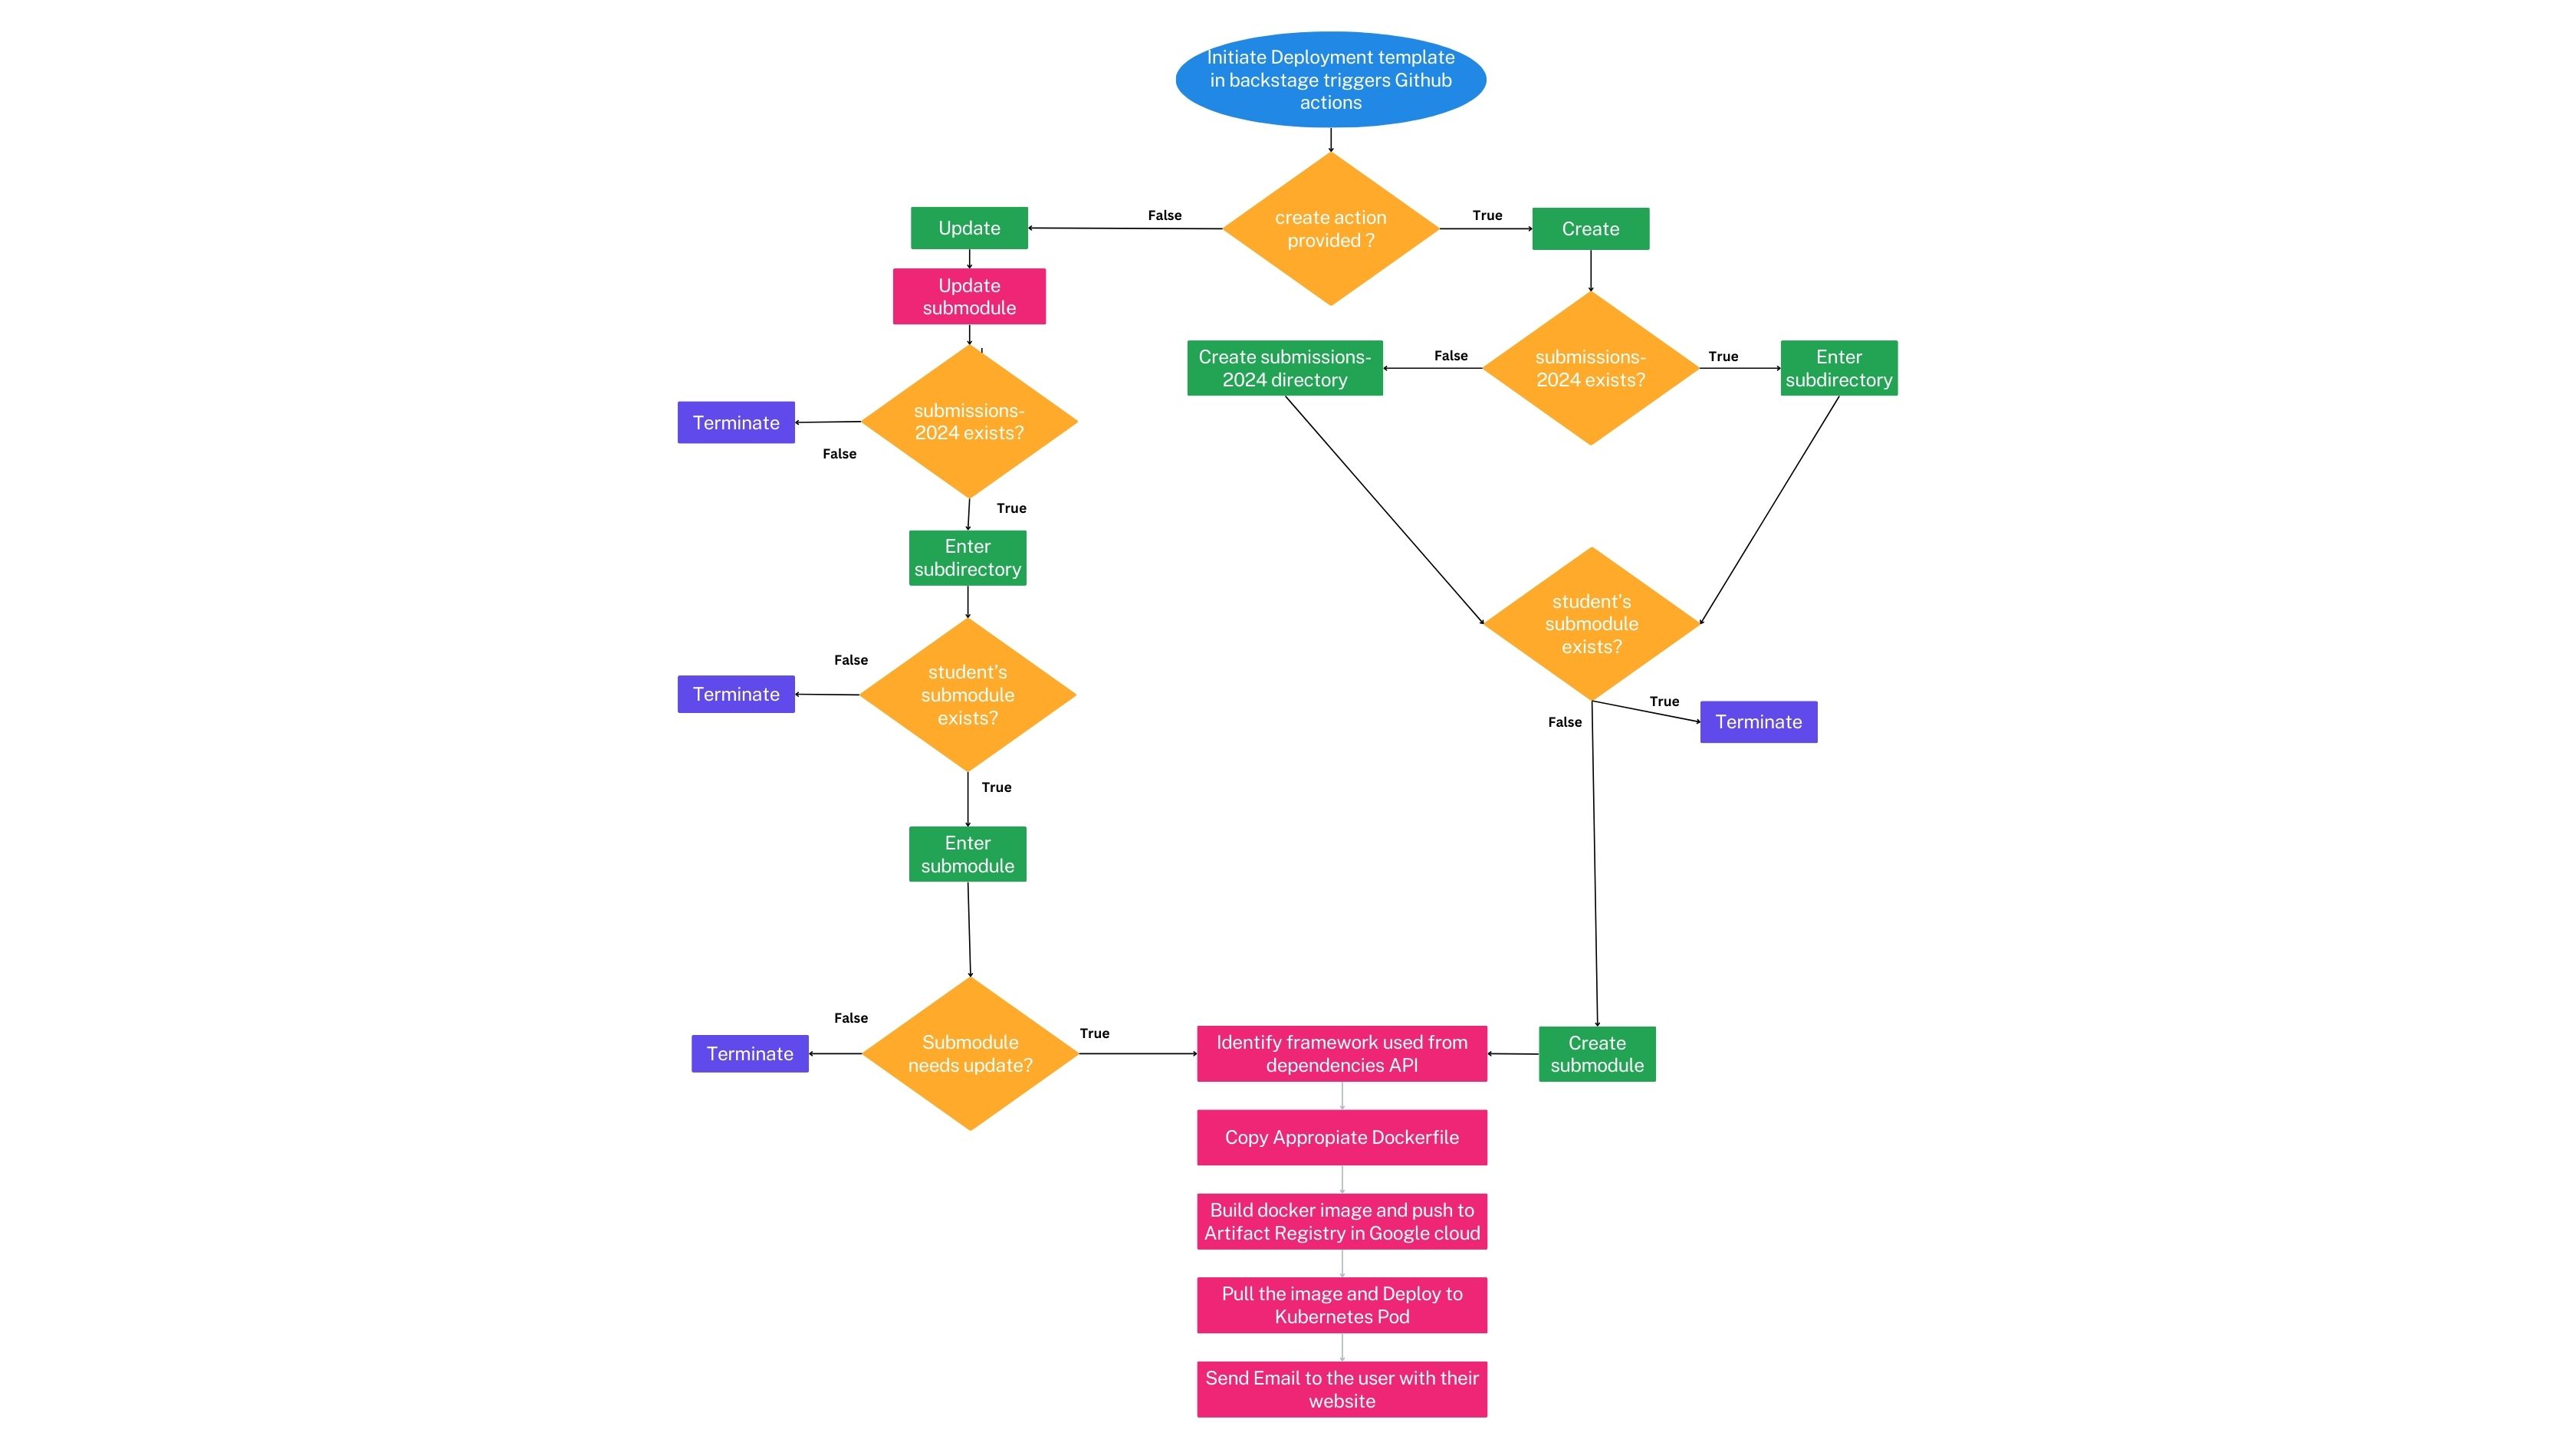 Initiate Deployment template
in backstage triggers Github
actions
create action
provided ?
False
True
Update
Create
Update
submodule
submissions-
2024 exists?
False
True
Create submissions-
2024 directory
Enter
subdirectory
submissions-
2024 exists?
Terminate
False
True
Enter
subdirectory
student's
submodule
exists?
True
Terminate
False
student's
submodule
exists?
False
Terminate
True
Enter
submodule
Submodule
needs update?
False
Terminate
True
Identify framework used from
dependencies API
Create
submodule
Copy Appropiate Dockerfile
Build docker image and push to
Artifact Registry in Google cloud
Pull the image and Deploy to
Kubernetes Pod
Send Email to the user with their
website